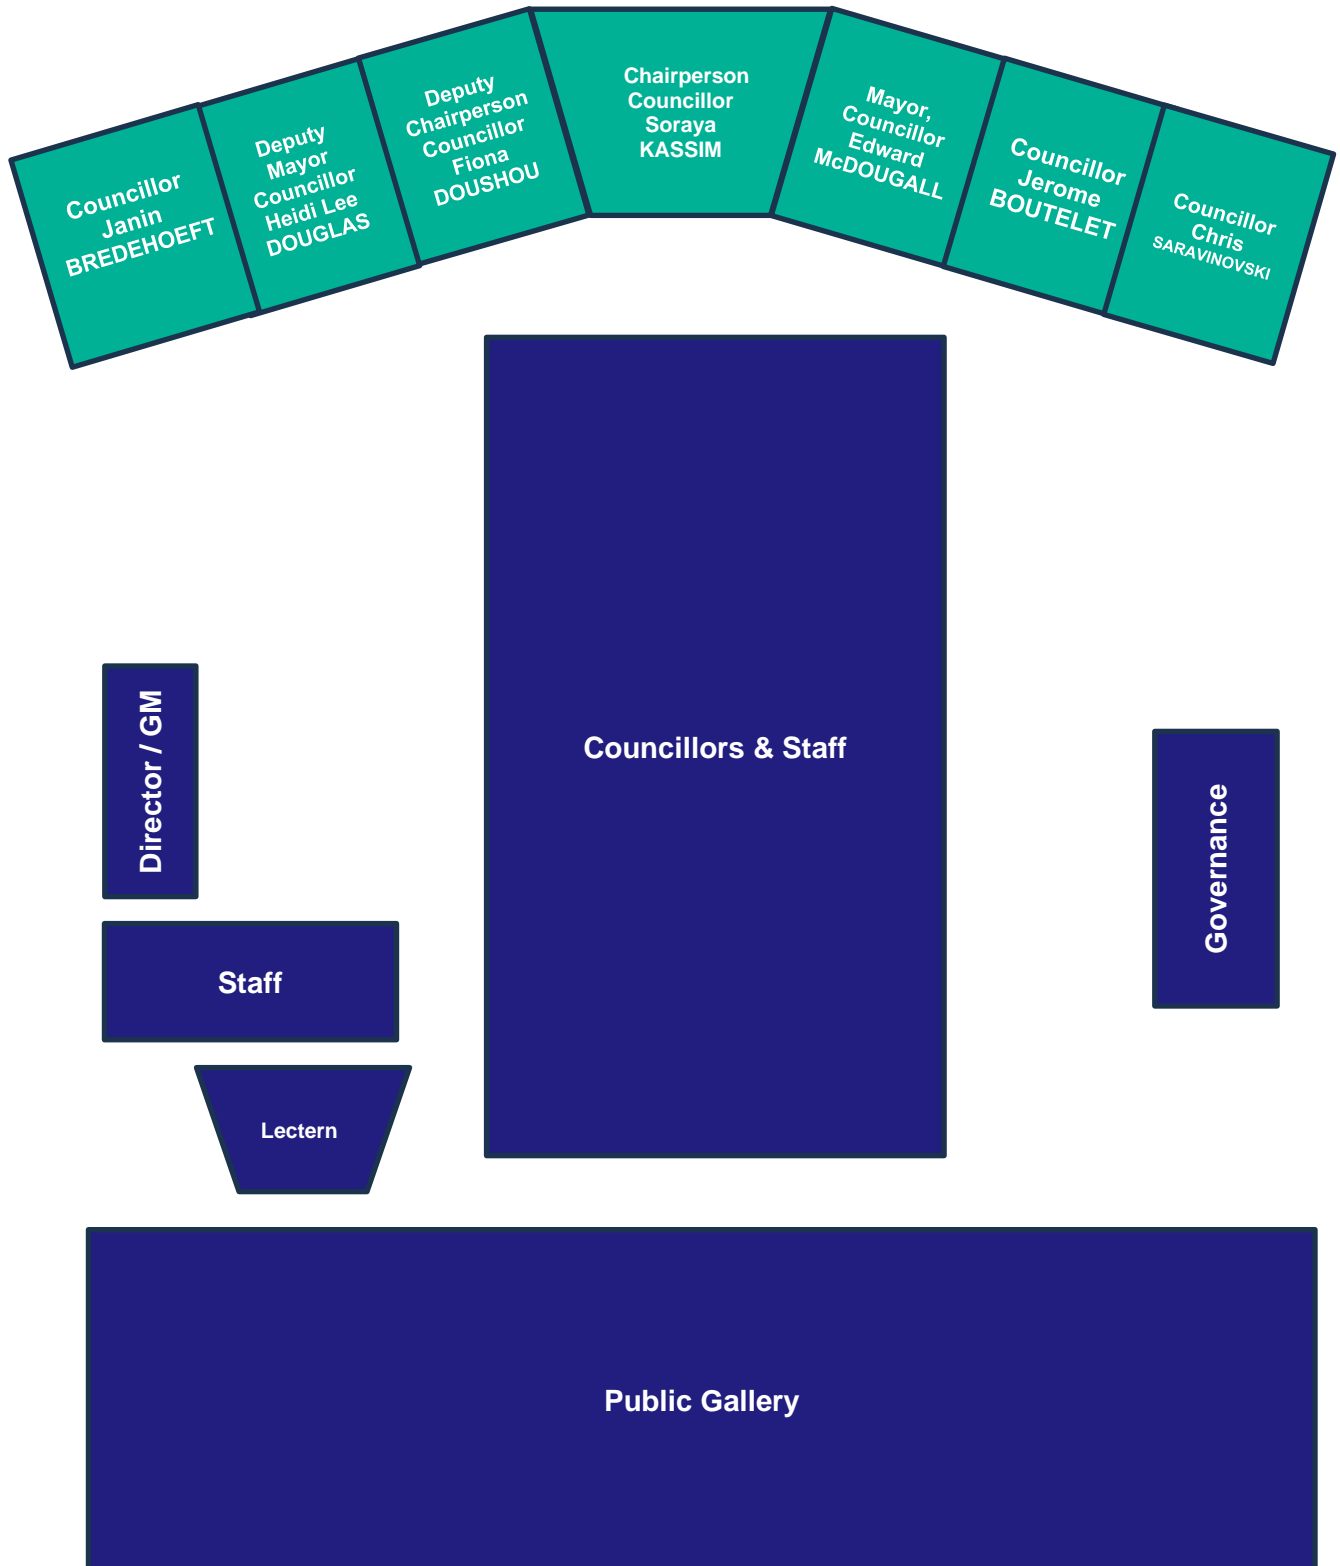 Councillor
Janin
BREDEHOEFT
Deputy
Mayor
Councillor
Heidi Lee
DOUGLAS
Deputy
Chairperson
Councillor
Fiona
DOUSHOU
Chairperson
Councillor
Soraya
KASSIM
Mayor,
Councillor
Edward
McDOUGALL
Councillor
Jerome
BOUTELET
Councillor
Chris
SARAVINOVSKI
Councillors & Staff
Director / GM
Governance
Staff
Lectern
Public Gallery